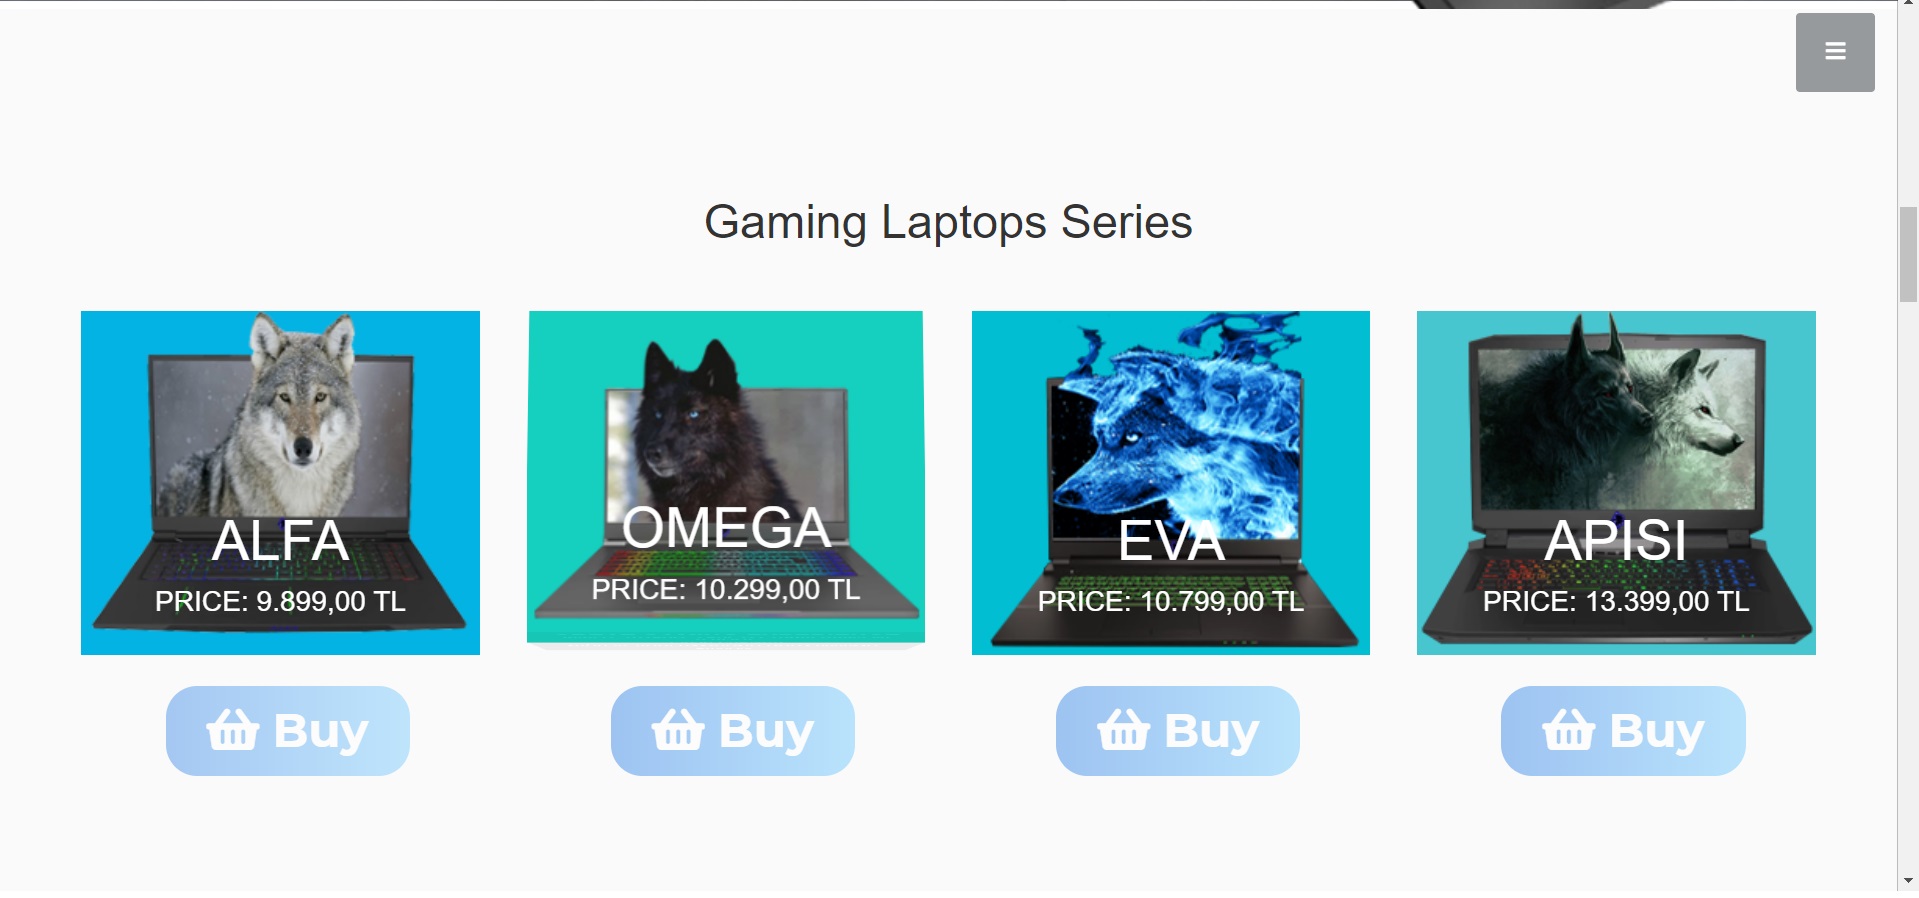 Gaming Laptops Series
ALFA
PRICE: 9.899,00 TL
OMEGA
PRICE: 10.299,00 TL
EVA
PRICE: 10.799,00 TL
APISI
PRICE: 13.399,00 TL
Buy
Buy
Buy
Buy